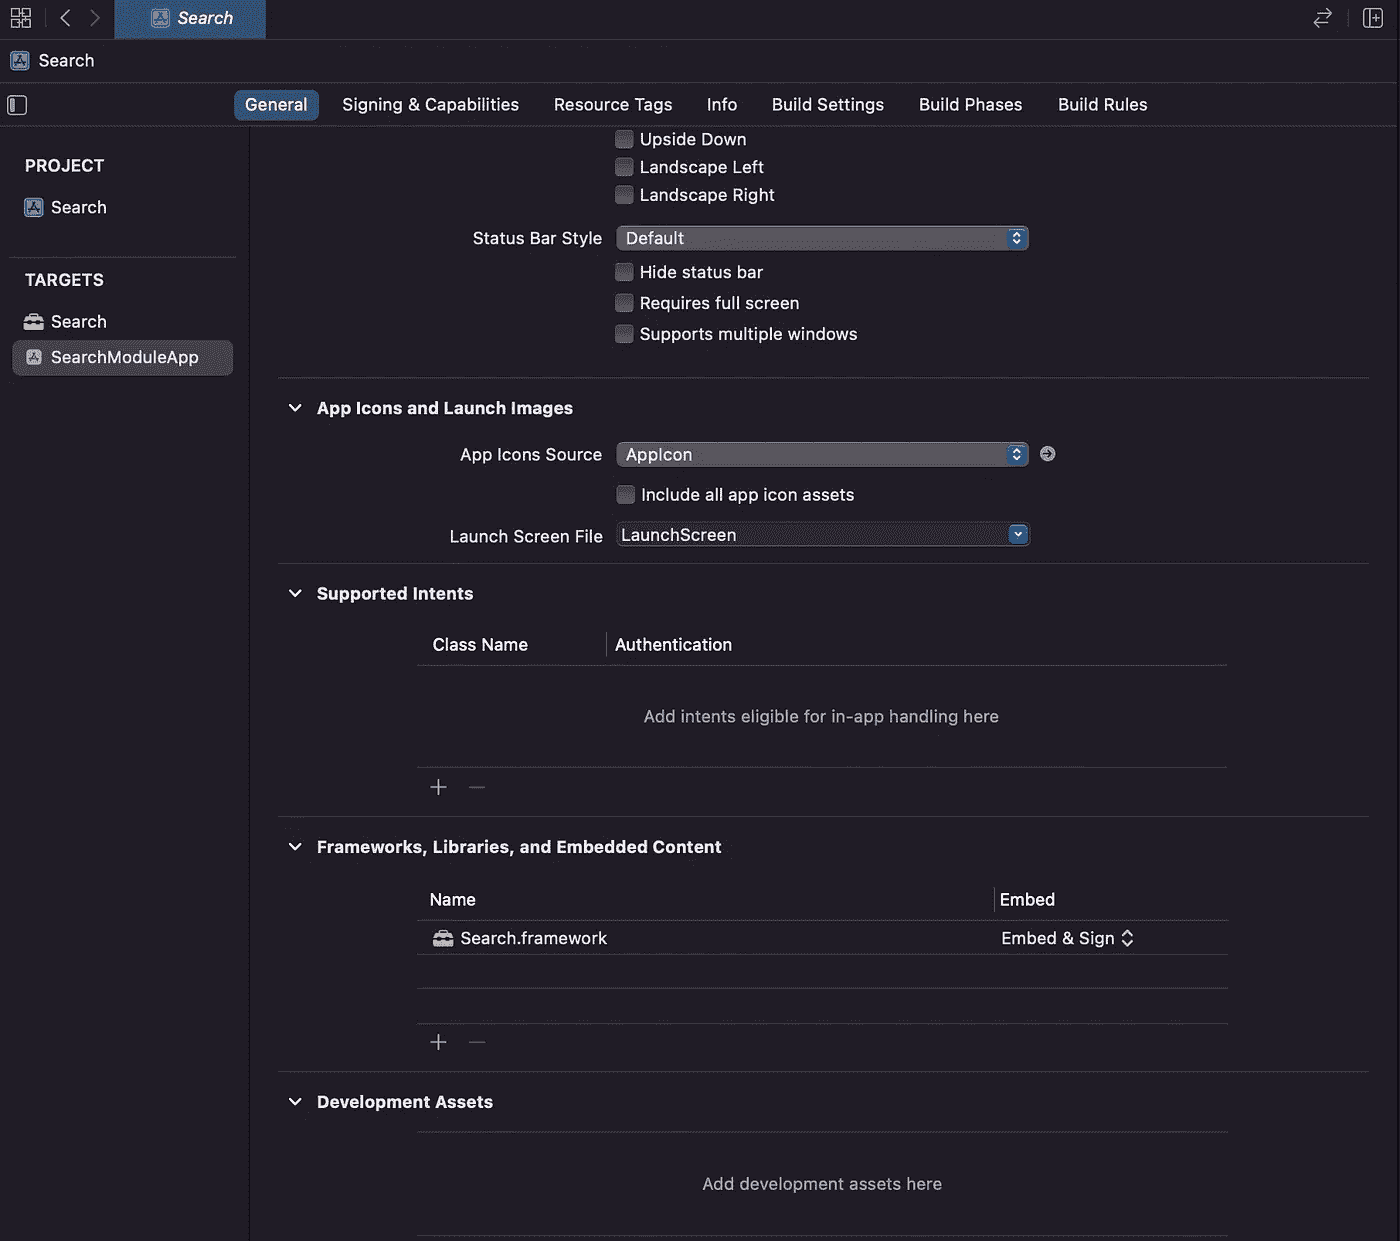 Search
Search
General Signing & Capabilities Resource Tags Info Build Settings Build Phases Build Rules
PROJECT
Search
TARGETS
Search
SearchModuleApp
Upside Down
Landscape Left
Landscape Right
Status Bar Style Default
Hide status bar
Requires full screen
Supports multiple windows
App Icons and Launch Images
App Icons Source AppIcon
Include all app icon assets
Launch Screen File LaunchScreen
Supported Intents
Class Name Authentication
Add intents eligible for in-app handling here
Frameworks, Libraries, and Embedded Content
Name Embed
Search.framework Embed & Sign
Development Assets
Add development assets here